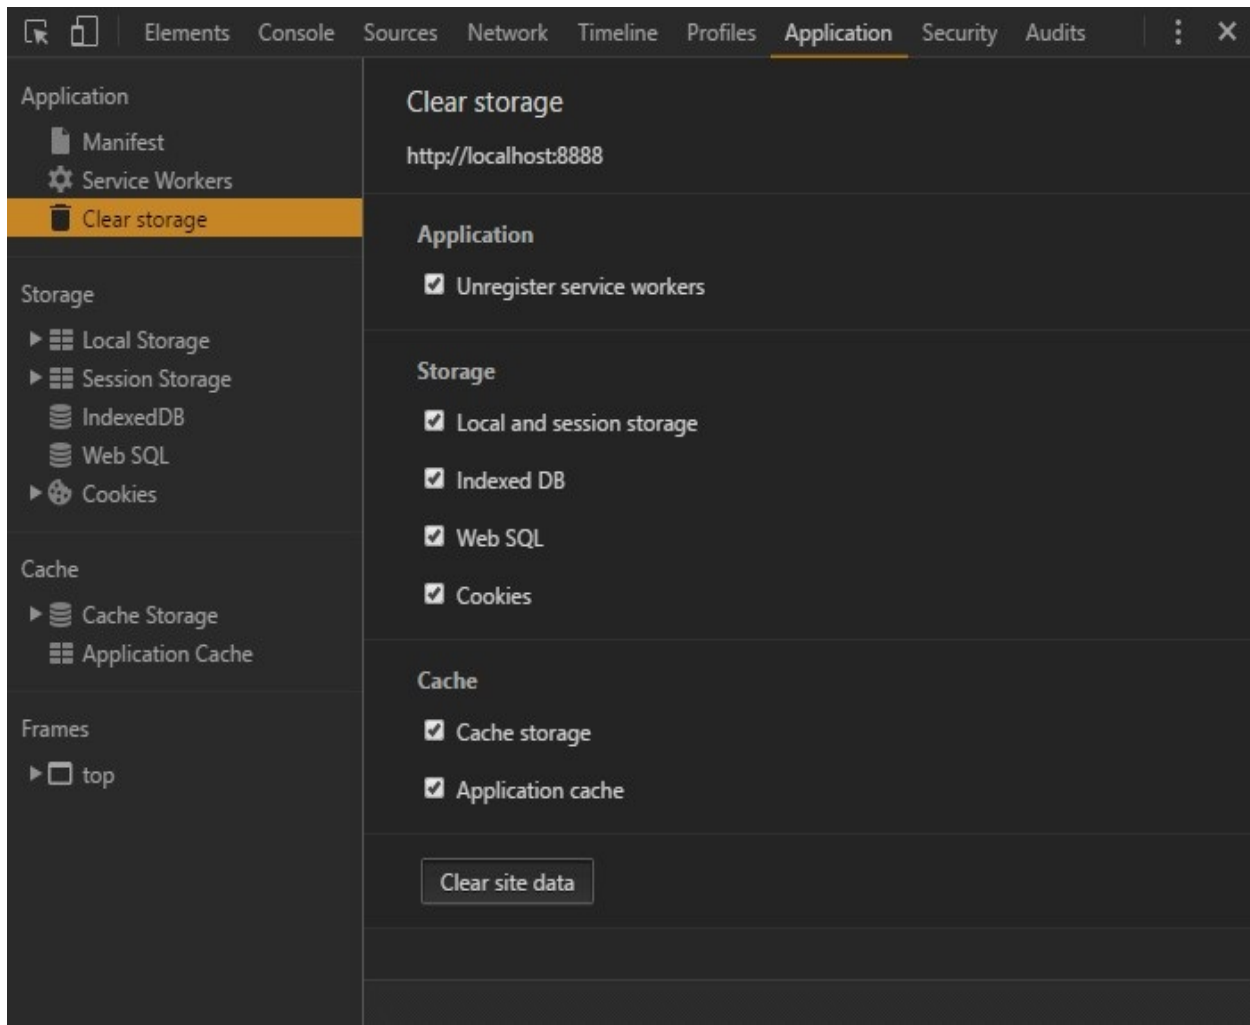 Elements Console Sources Network Timeline Profiles Application Security Audits
Application
Manifest
Service Workers
Clear storage
Storage
Local Storage
Session Storage
IndexedDB
Web SQL
Cookies
Cache
Cache Storage
Application Cache
Frames
top
Clear storage
http://localhost:8888
Application
Unregister service workers
Storage
Local and session storage
Indexed DB
Web SQL
Cookies
Cache
Cache storage
Application cache
Clear site data